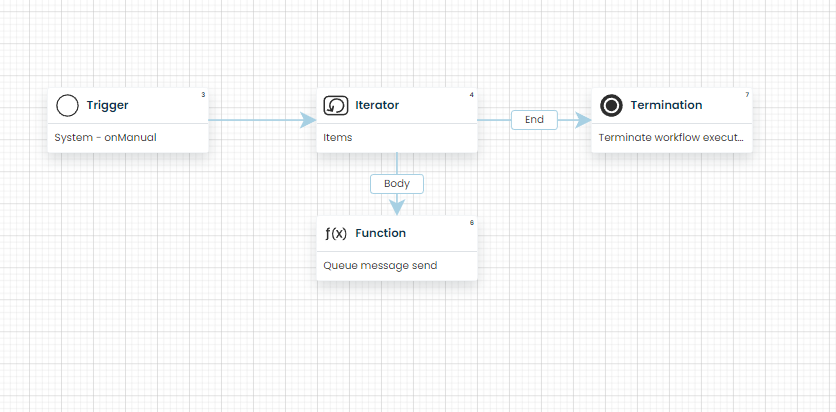 3
Trigger
System - onManual
4
Iterator
Items
End
7
Termination
Terminate workflow execut...
Body
6
f(x) Function
Queue message send